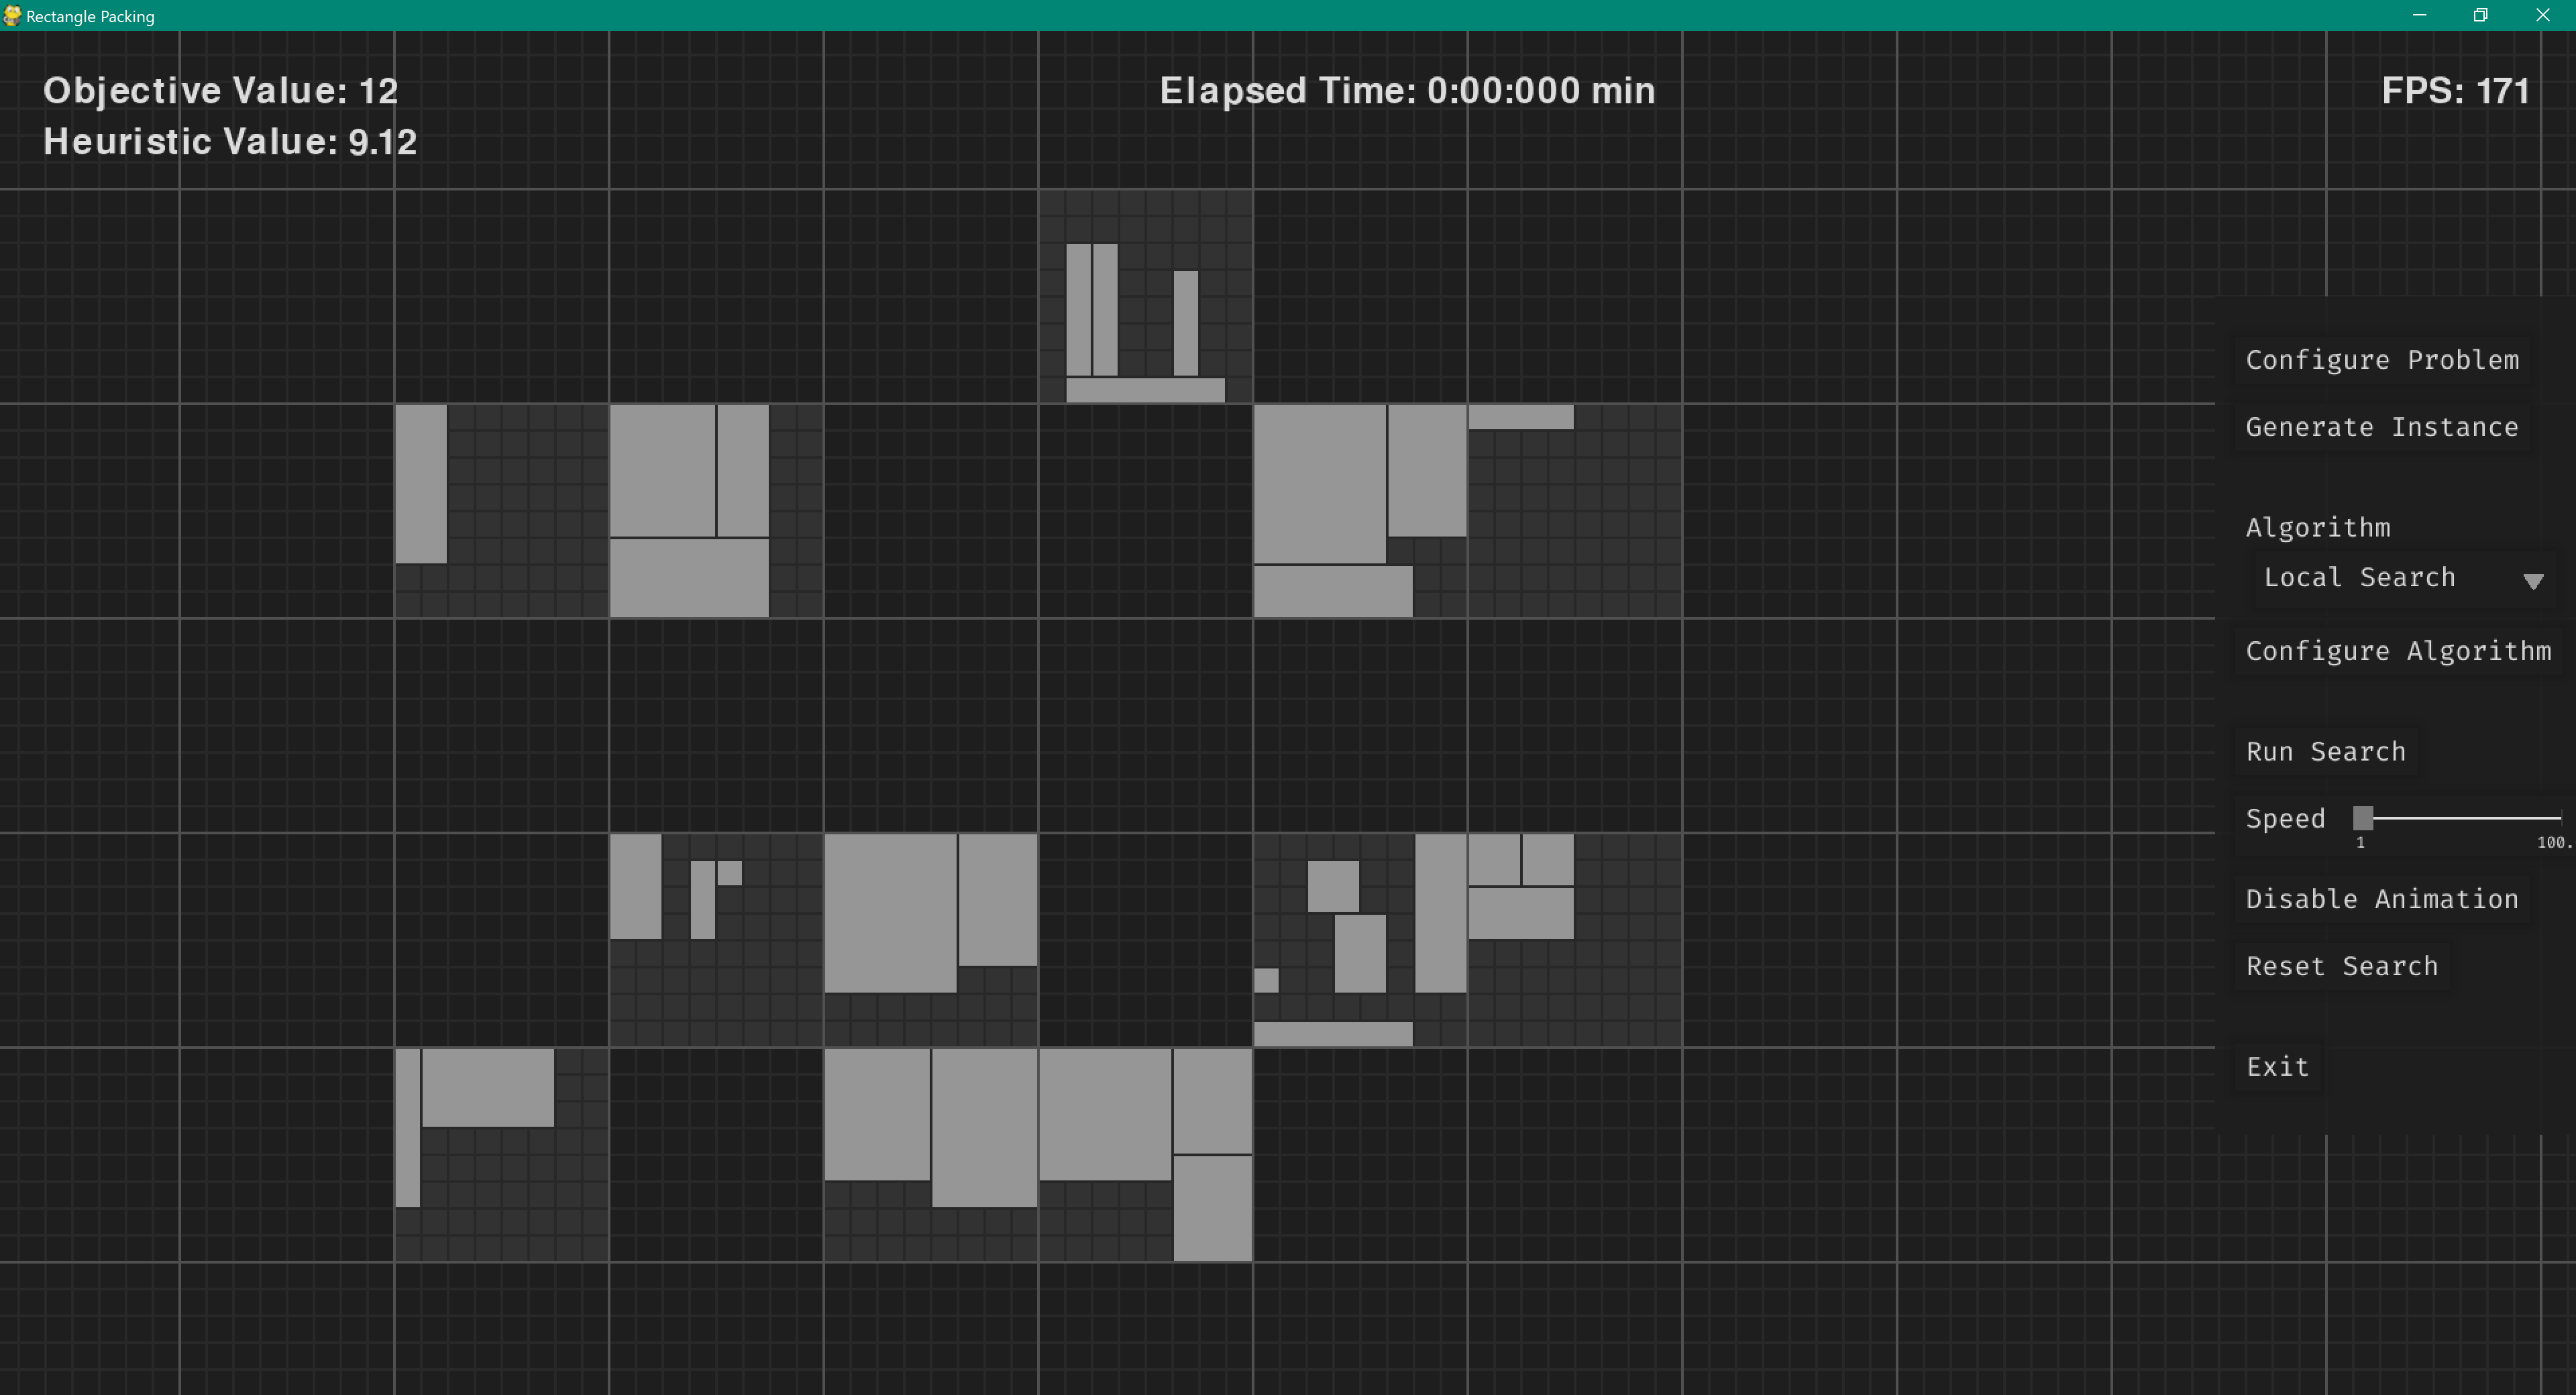 Rectangle Packing
Objective Value: 12
Heuristic Value: 9.12
Elapsed Time: 0:00:000 min
FPS: 171
Configure Problem
Generate Instance
Algorithm
Local Search
Configure Algorithm
Run Search
Speed
1 100.
Disable Animation
Reset Search
Exit